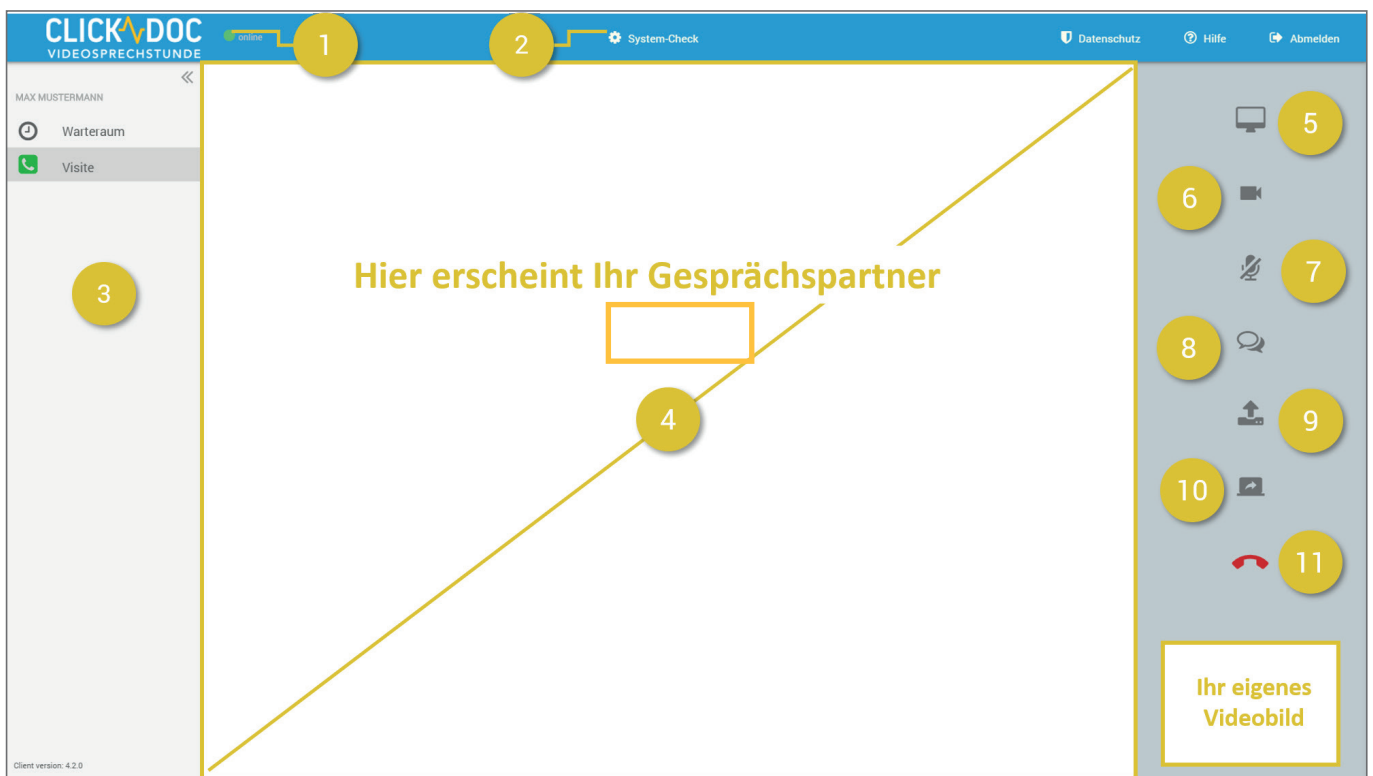 CLICK DOC
VIDEOSPRECHSTUNDE
online
1
2
System-Check
Datenschutz
Hilfe
Abmelden
MAX MUSTERMANN
Warteraum
Visite
3
Hier erscheint Ihr Gesprächspartner
4
5
6
7
8
9
10
11
Ihr eigenes
Videobild
Client version: 4.2.0